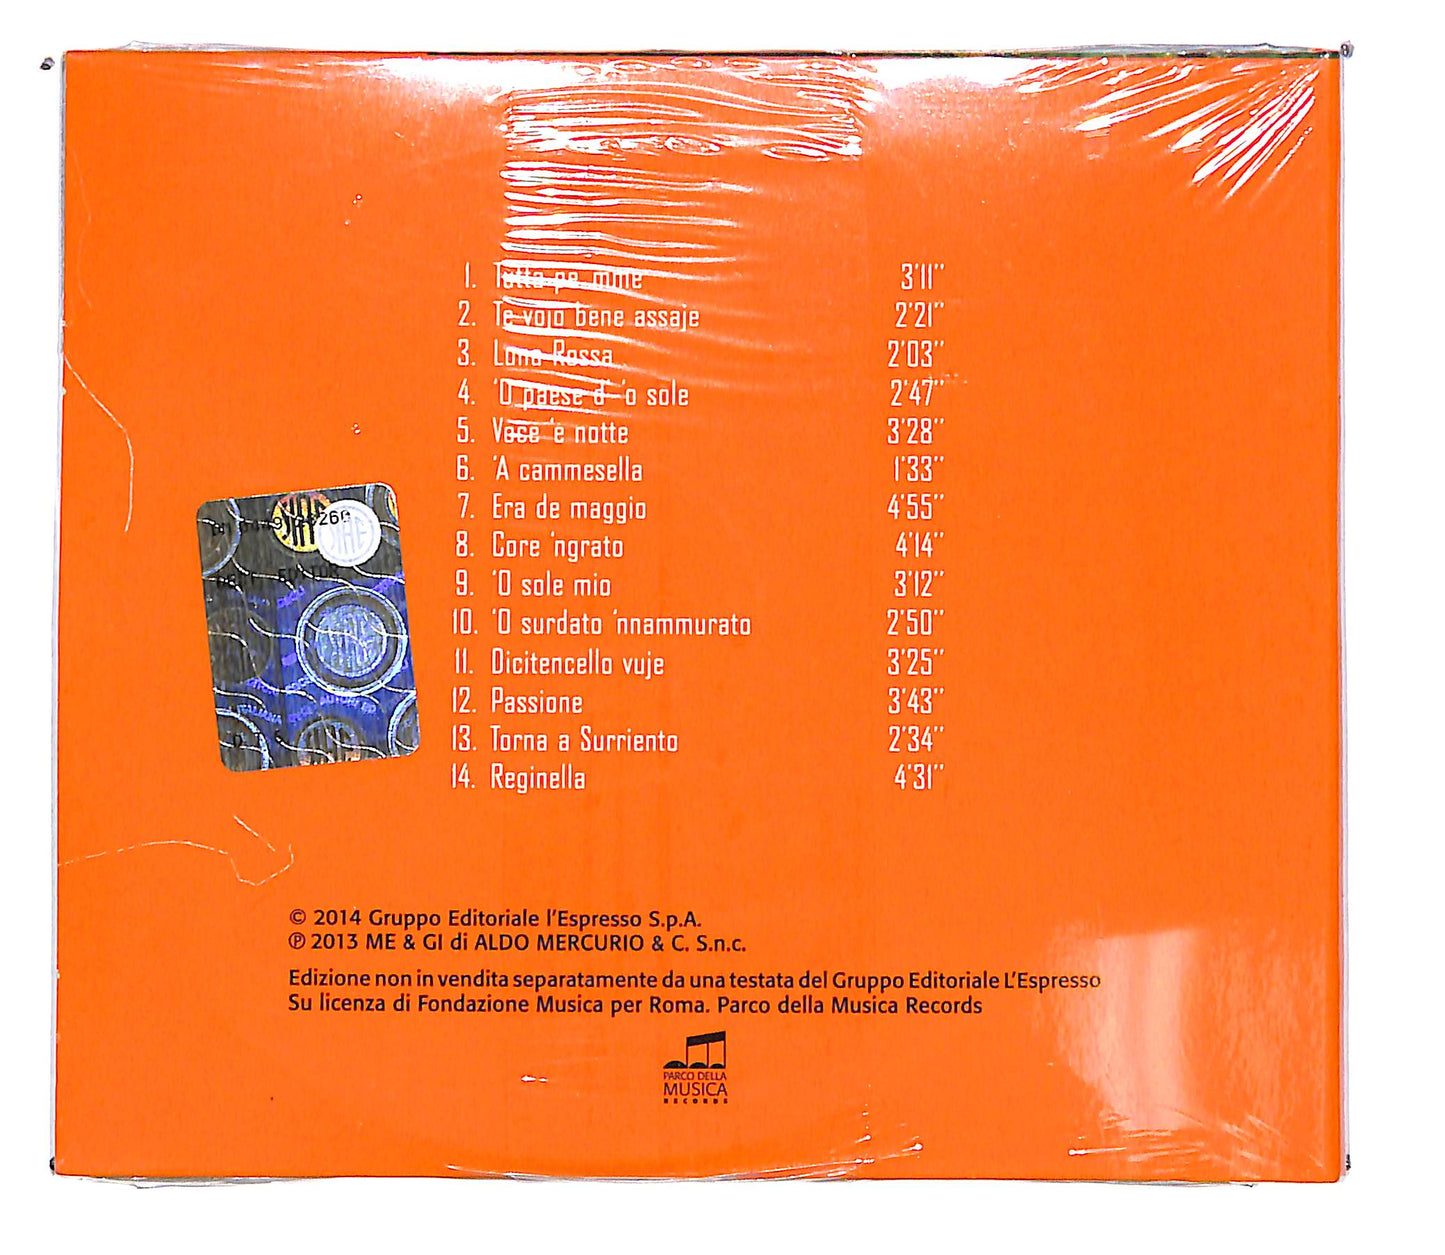 1. Tutta pe mme 3'11''
2. Te vojo bene assaje 2'21''
3. Luna Rossa 2'03''
4. 'O paese d' 'o sole 2'47''
5. Voce 'e notte 3'28''
6. 'A cammesella 1'33''
7. Era de maggio 4'55''
8. Core 'ngrato 4'14''
9. 'O sole mio 3'12''
10. 'O surdato 'nnammurato 2'50''
11. Dicitencello vuje 3'25''
12. Passione 3'43''
13. Torna a Surriento 2'34''
14. Reginella 4'31''
© 2014 Gruppo Editoriale l'Espresso S.p.A.
℗ 2013 ME & GI di ALDO MERCURIO & C. S.n.c.
Edizione non in vendita separatamente da una testata del Gruppo Editoriale L'Espresso
Su licenza di Fondazione Musica per Roma. Parco della Musica Records
PARCO DELLA
MUSICA
RECORDS